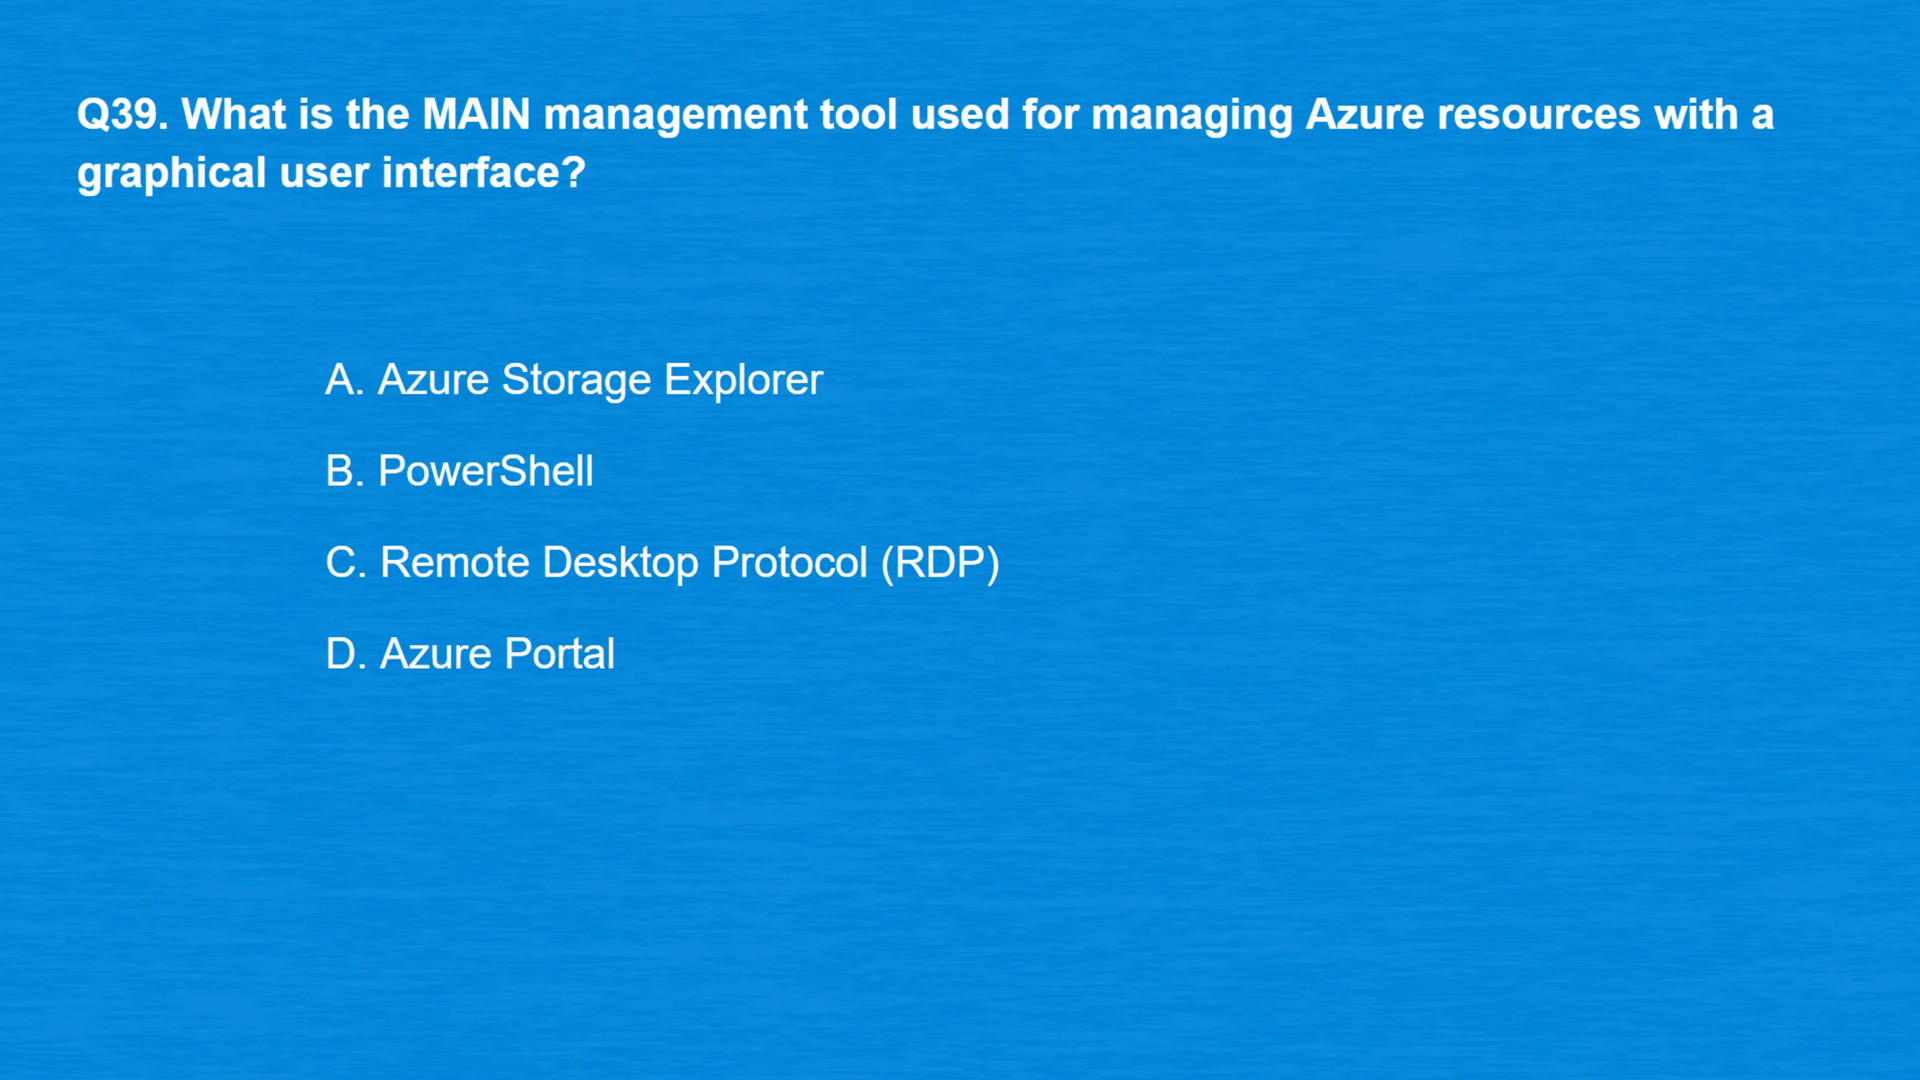 Q39. What is the MAIN management tool used for managing Azure resources with a
graphical user interface?
A. Azure Storage Explorer
B. PowerShell
C. Remote Desktop Protocol (RDP)
D. Azure Portal